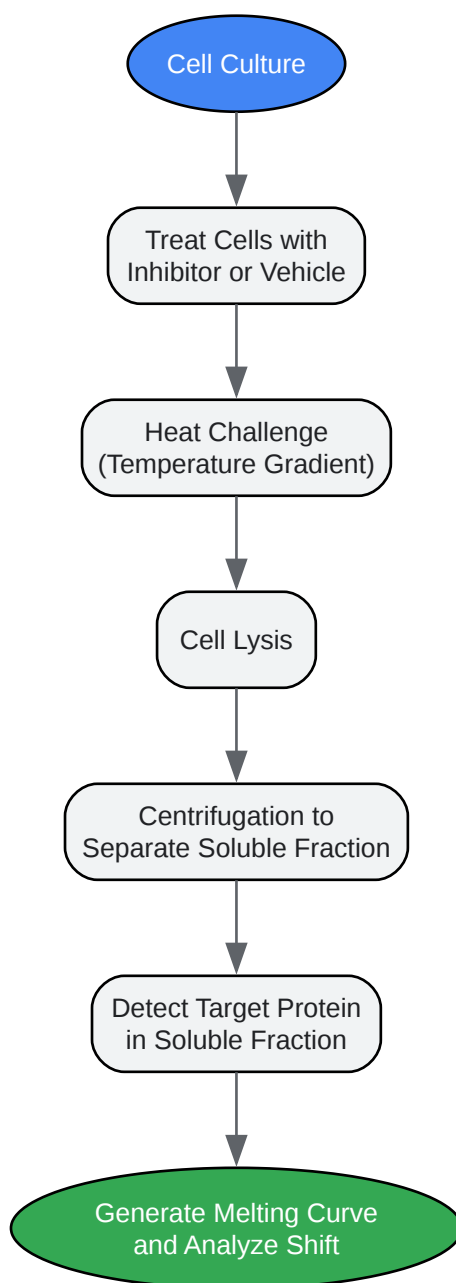 Cell Culture
Treat Cells with
Inhibitor or Vehicle
Heat Challenge
(Temperature Gradient)
Cell Lysis
Centrifugation to
Separate Soluble Fraction
Detect Target Protein
in Soluble Fraction
Generate Melting Curve
and Analyze Shift